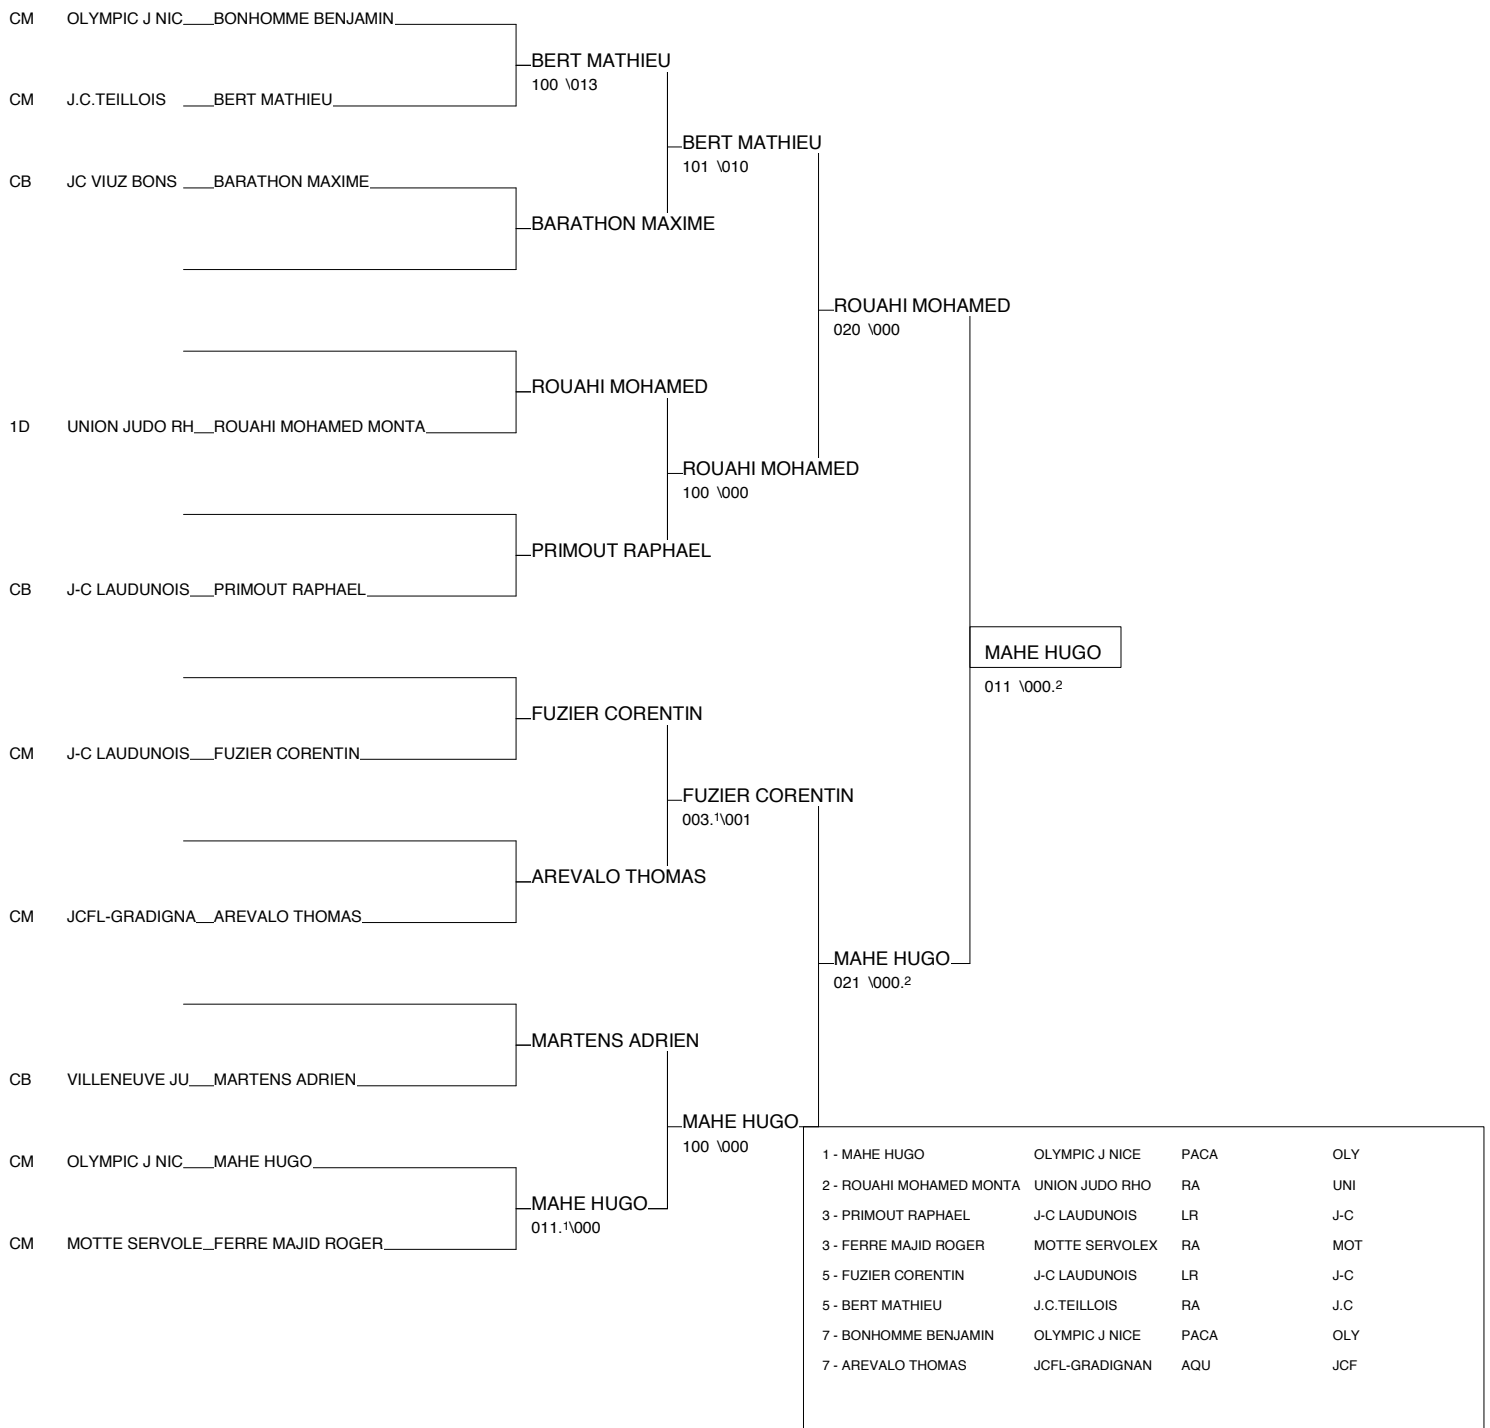 CM OLYMPIC J NIC BONHOMME BENJAMIN
BERT MATHIEU
100 \013
CM J.C.TEILLOIS BERT MATHIEU
BERT MATHIEU
101 \010
CB JC VIUZ BONS BARATHON MAXIME
BARATHON MAXIME
ROUAHI MOHAMED
020 \000
ROUAHI MOHAMED
1D UNION JUDO RH ROUAHI MOHAMED MONTA
ROUAHI MOHAMED
100 \000
PRIMOUT RAPHAEL
CB J-C LAUDUNOIS PRIMOUT RAPHAEL
MAHE HUGO
011 \000.2
FUZIER CORENTIN
CM J-C LAUDUNOIS FUZIER CORENTIN
FUZIER CORENTIN
003.1\001
AREVALO THOMAS
CM JCFL-GRADIGNA AREVALO THOMAS
MAHE HUGO
021 \000.2
MARTENS ADRIEN
CB VILLENEUVE JU MARTENS ADRIEN
MAHE HUGO
100 \000
CM OLYMPIC J NIC MAHE HUGO
MAHE HUGO
011.1\000
CM MOTTE SERVOLE FERRE MAJID ROGER
1 - MAHE HUGO OLYMPIC J NICE PACA OLY
2 - ROUAHI MOHAMED MONTA UNION JUDO RHO RA UNI
3 - PRIMOUT RAPHAEL J-C LAUDUNOIS LR J-C
3 - FERRE MAJID ROGER MOTTE SERVOLEX RA MOT
5 - FUZIER CORENTIN J-C LAUDUNOIS LR J-C
5 - BERT MATHIEU J.C.TEILLOIS RA J.C
7 - BONHOMME BENJAMIN OLYMPIC J NICE PACA OLY
7 - AREVALO THOMAS JCFL-GRADIGNAN AQU JCF